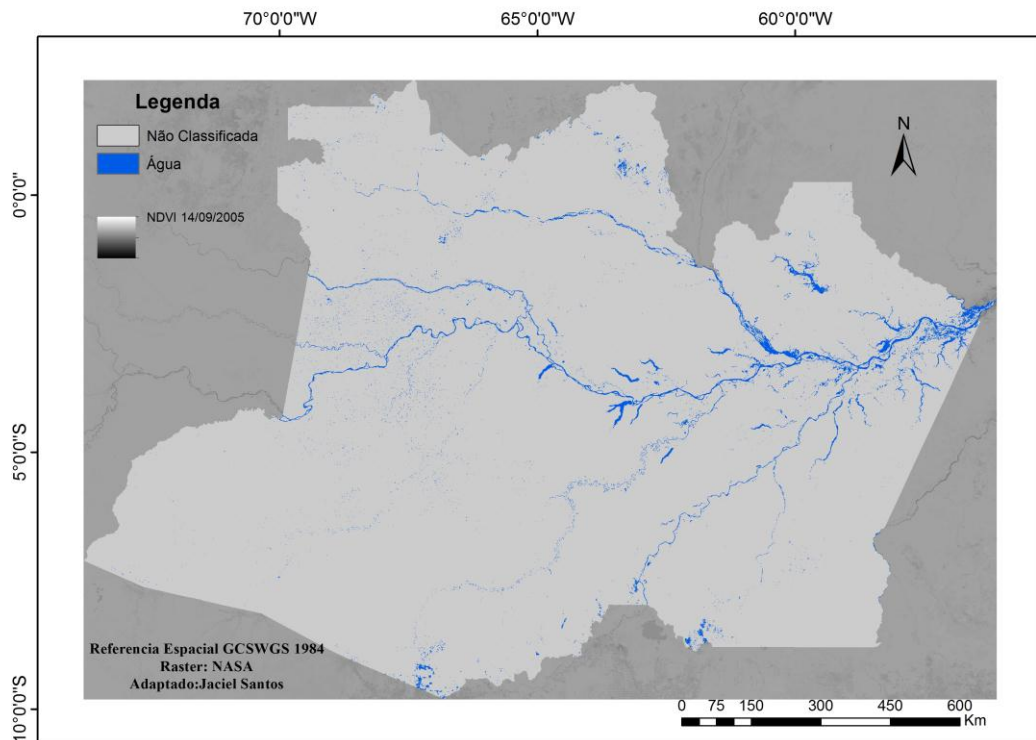 70°0'0"W
65°0'0"W
60°0'0"W
Legenda
Não Classificada
Água
NDVI 14/09/2005
N
0°0'0"
5°0'0"S
10°0'0"S
Referencia Espacial GCSWGS 1984
Raster: NASA
Adaptado:Jaciel Santos
0 75 150 300 450 600
Km